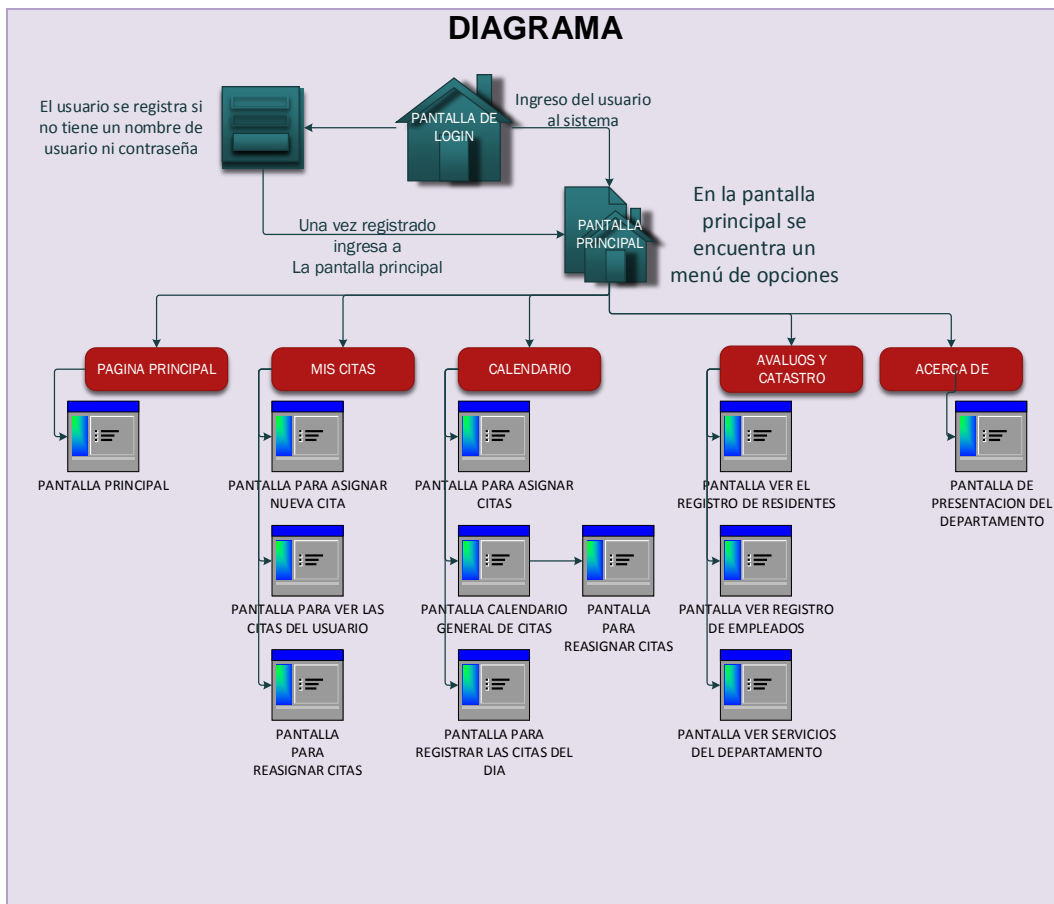 DIAGRAMA
El usuario se registra si
no tiene un nombre de
usuario ni contraseña
PANTALLA DE
LOGIN
Ingreso del usuario
al sistema
Una vez registrado
ingresa a
La pantalla principal
PANTALLA
PRINCIPAL
En la pantalla
principal se
encuentra un
menú de opciones
PAGINA PRINCIPAL
MIS CITAS
CALENDARIO
AVALUOS Y
CATASTRO
ACERCA DE
PANTALLA PRINCIPAL
PANTALLA PARA ASIGNAR
NUEVA CITA
PANTALLA PARA ASIGNAR
CITAS
PANTALLA VER EL
REGISTRO DE RESIDENTES
PANTALLA DE
PRESENTACION DEL
DEPARTAMENTO
PANTALLA PARA VER LAS
CITAS DEL USUARIO
PANTALLA CALENDARIO
GENERAL DE CITAS
PANTALLA
PARA
REASIGNAR CITAS
PANTALLA VER REGISTRO
DE EMPLEADOS
PANTALLA
PARA
REASIGNAR CITAS
PANTALLA PARA
REGISTRAR LAS CITAS DEL
DIA
PANTALLA VER SERVICIOS
DEL DEPARTAMENTO